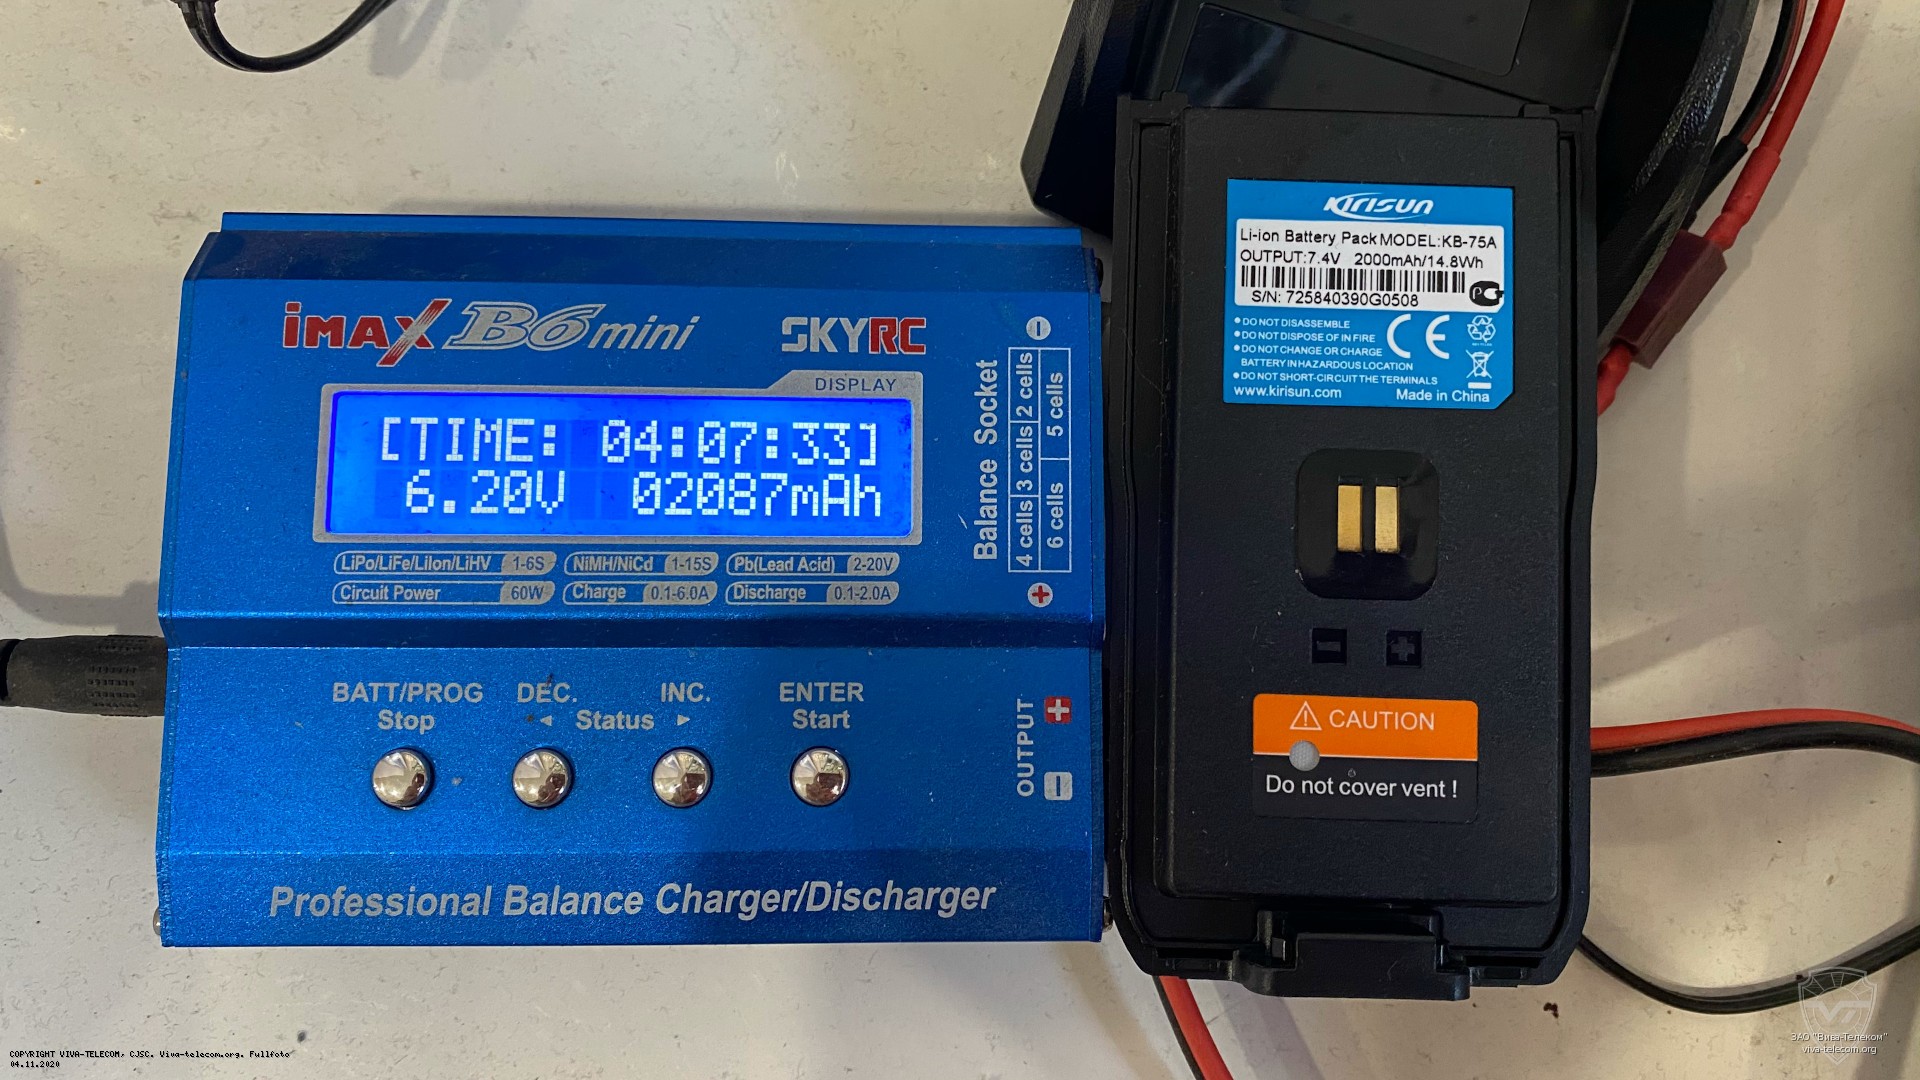 iMAX B6 mini SKYRC
DISPLAY
[TIME: 04:07:33]
6.20V 02087mAh
LiPo/LiFe/LiIon/LiHV 1-6S NiMH/NiCd 1-15S Pb(Lead Acid) 2-20V
Circuit Power 60W Charge 0.1-6.0A Discharge 0.1-2.0A
Balance Socket
4 cells 3 cells 2 cells
6 cells 5 cells
BATT/PROG DEC. INC. ENTER
Stop ◄ Status ► Start
OUTPUT
Professional Balance Charger/Discharger
Kirisun
Li-ion Battery Pack MODEL:KB-75A
OUTPUT:7.4V 2000mAh/14.8Wh
S/N: 725840390G0508
• DO NOT DISASSEMBLE
• DO NOT DISPOSE OF IN FIRE
• DO NOT CHANGE OR CHARGE
BATTERY IN HAZARDOUS LOCATION
• DO NOT SHORT-CIRCUIT THE TERMINALS
CE
www.kirisun.com Made in China
CAUTION
Do not cover vent !
COPYRIGHT VIVA-TELECOM, CJSC. Viva-telecom.org. Fullfoto
04.11.2020
ЗАО "Вива-Телеком"
viva-telecom.org